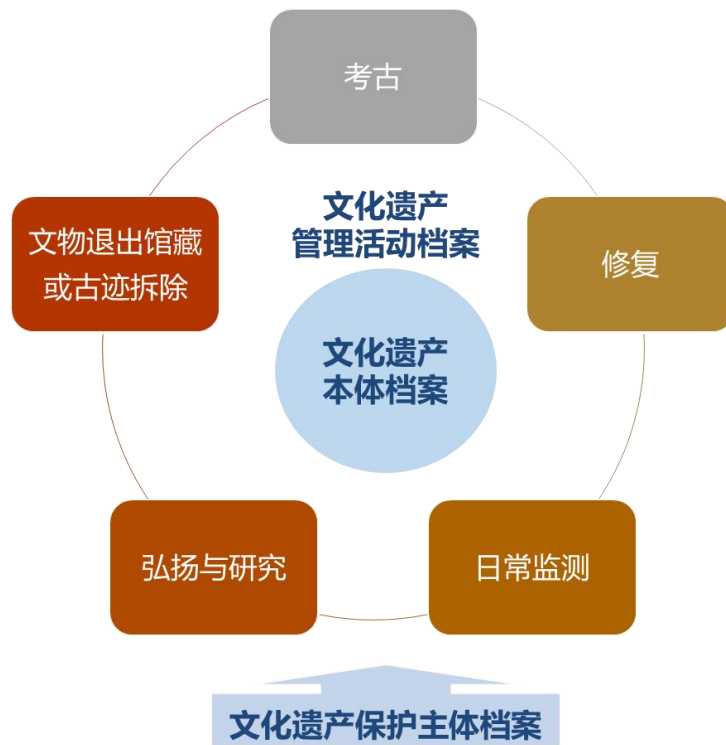 考古
文化遗产
管理活动档案
文物退出馆藏
或古迹拆除
修复
文化遗产
本体档案
弘扬与研究
日常监测
文化遗产保护主体档案